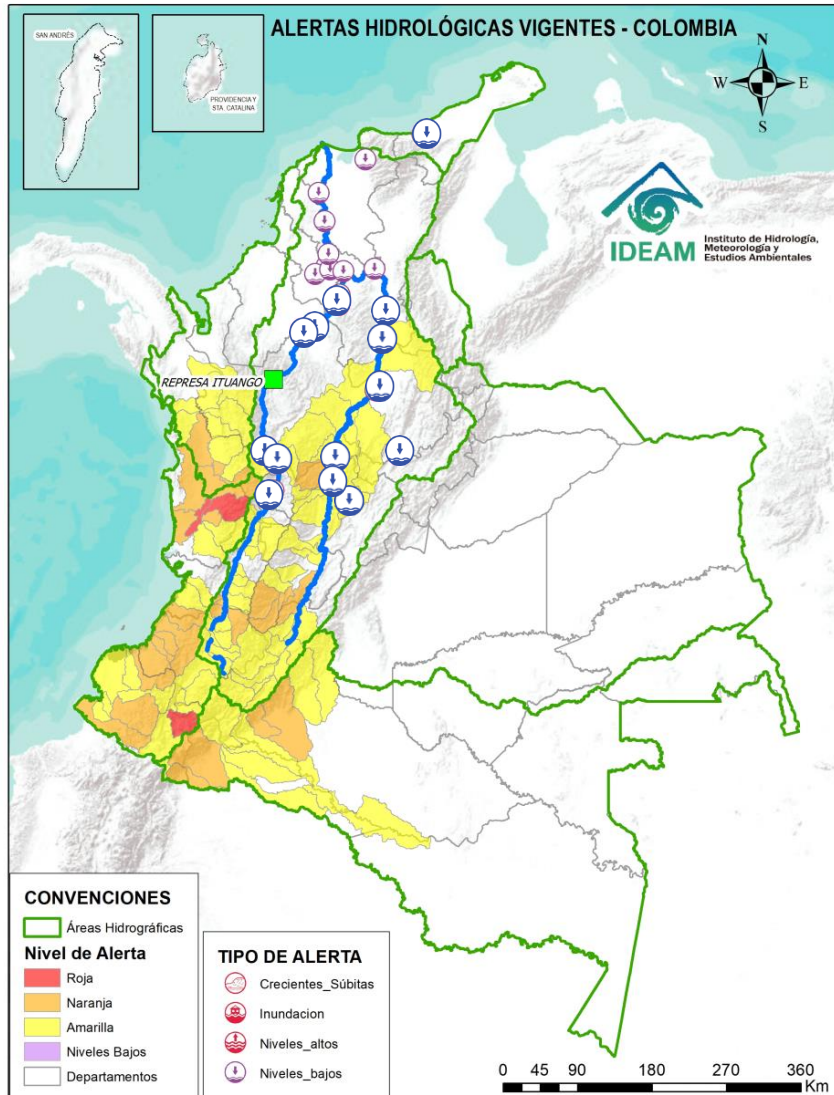 ALERTAS HIDROLÓGICAS VIGENTES - COLOMBIA
SAN ANDRÉS
PROVIDENCIA Y
STA. CATALINA
N
W
E
S
IDEAM
Instituto de Hidrología,
Meteorología y
Estudios Ambientales
REPRESA ITUANGO
CONVENCIONES
Áreas Hidrográficas
Nivel de Alerta
Roja
Naranja
Amarilla
Niveles Bajos
Departamentos
TIPO DE ALERTA
Crecientes_Súbitas
Inundacion
Niveles_altos
Niveles_bajos
0 45 90 180 270 360
Km